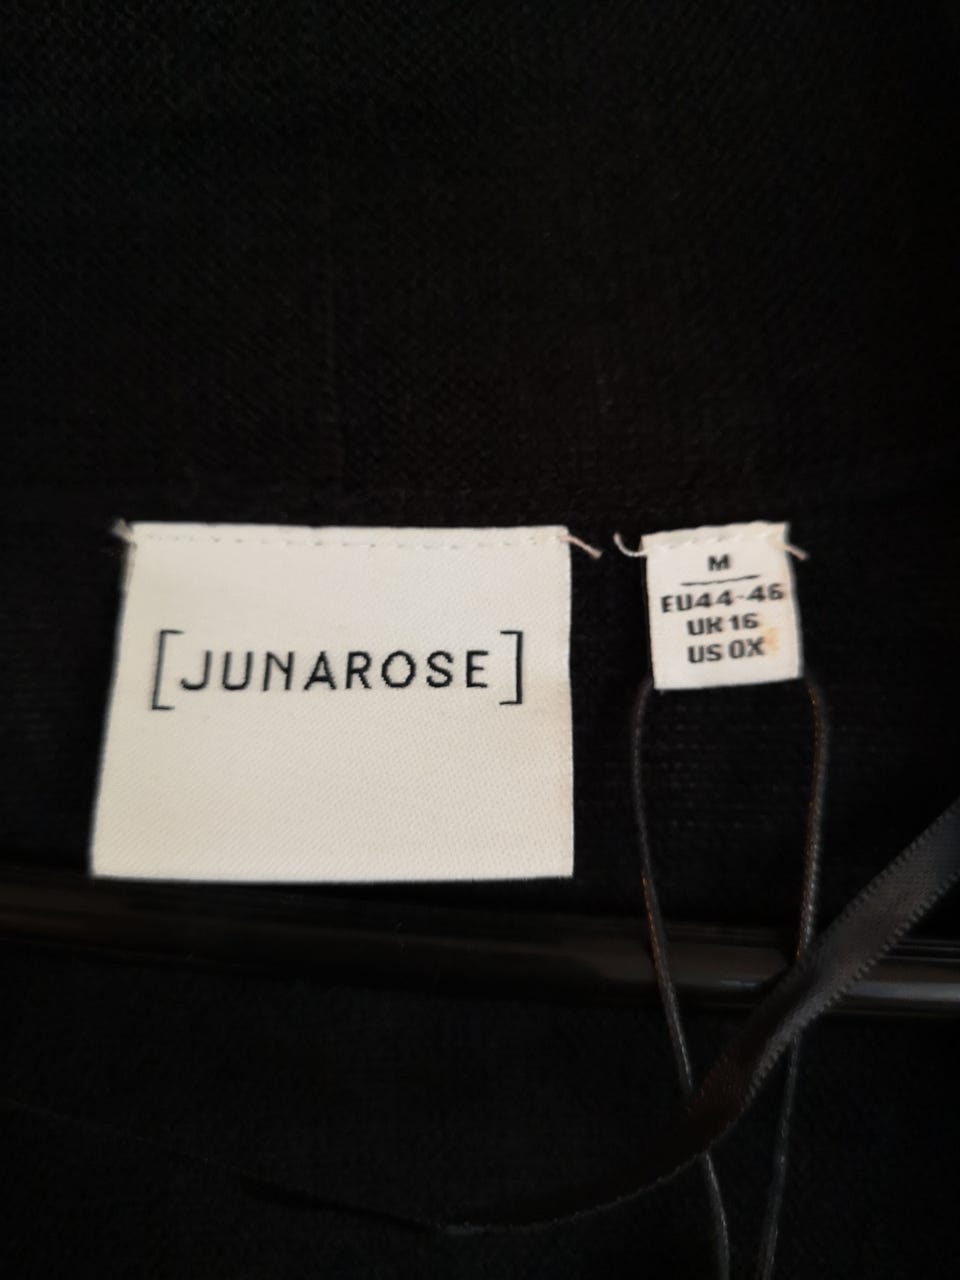 [JUNAROSE]
M
EU44-46
UK 16
US 0X